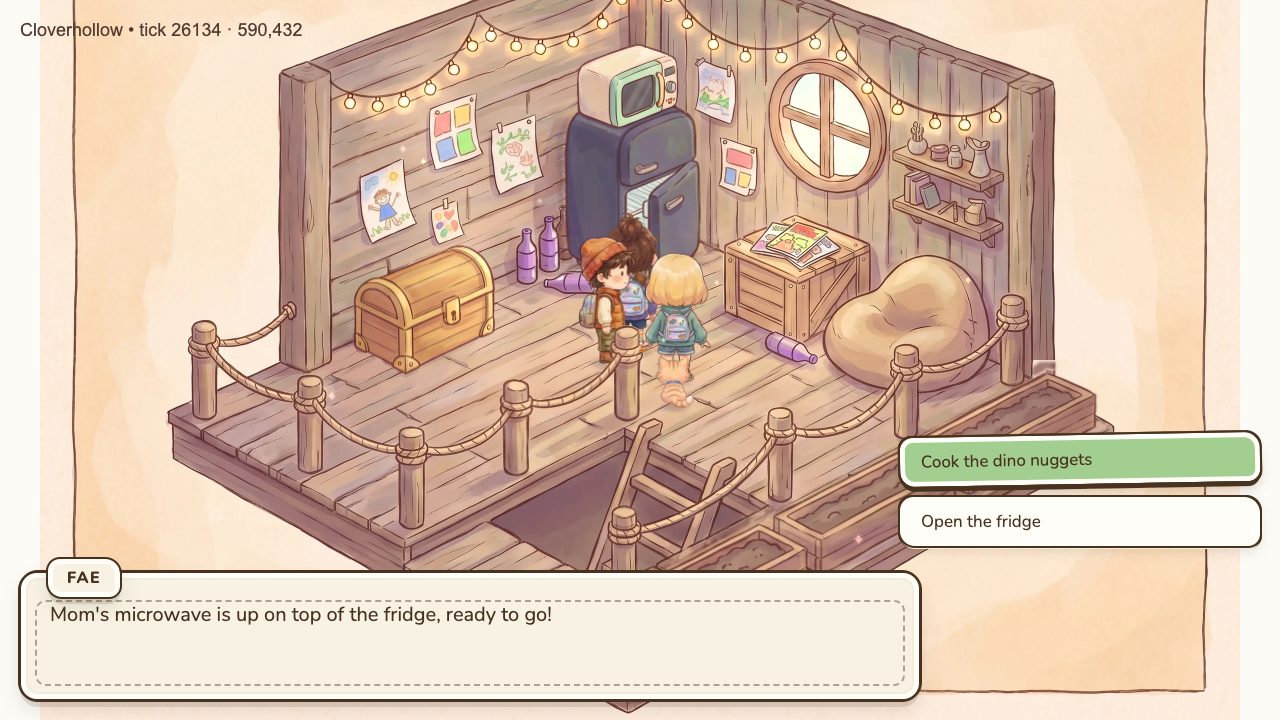 Cloverhollow • tick 26134 · 590,432
Cook the dino nuggets
Open the fridge
FAE
Mom's microwave is up on top of the fridge, ready to go!